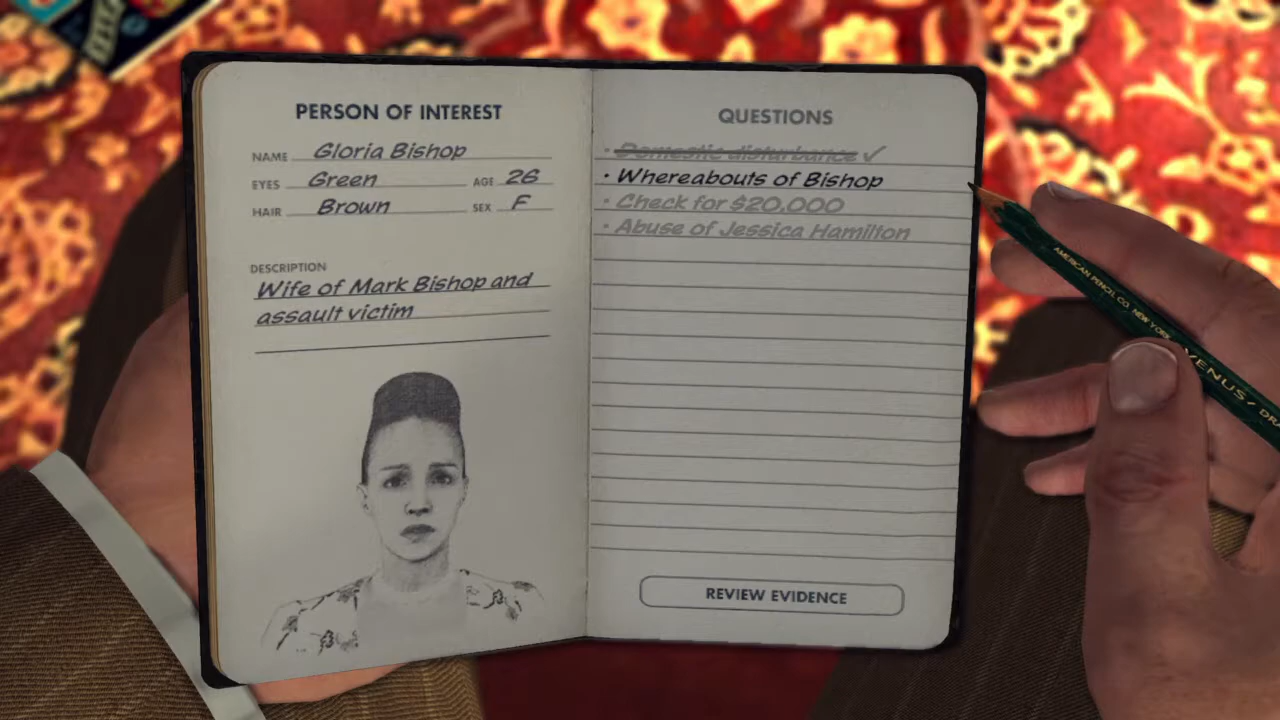 PERSON OF INTEREST
NAME Gloria Bishop
EYES Green AGE 26
HAIR Brown SEX F
DESCRIPTION
Wife of Mark Bishop and
assault victim
QUESTIONS
· Domestic disturbance ✓
· Whereabouts of Bishop
· Check for $20,000
· Abuse of Jessica Hamilton
REVIEW EVIDENCE
AMERICAN PENCIL CO. NEW YORK VENUS